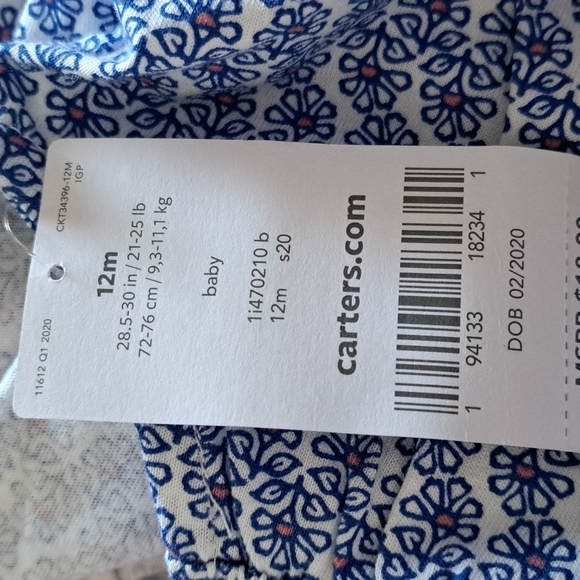 CKT34396-12M
IGP
11612 Q1 2020
12m
28.5-30 in / 21-25 lb
72-76 cm / 9,3-11,1 kg
baby
1i470210 b
12m s20
carters.com
1 94133 18234 1
DOB 02/2020